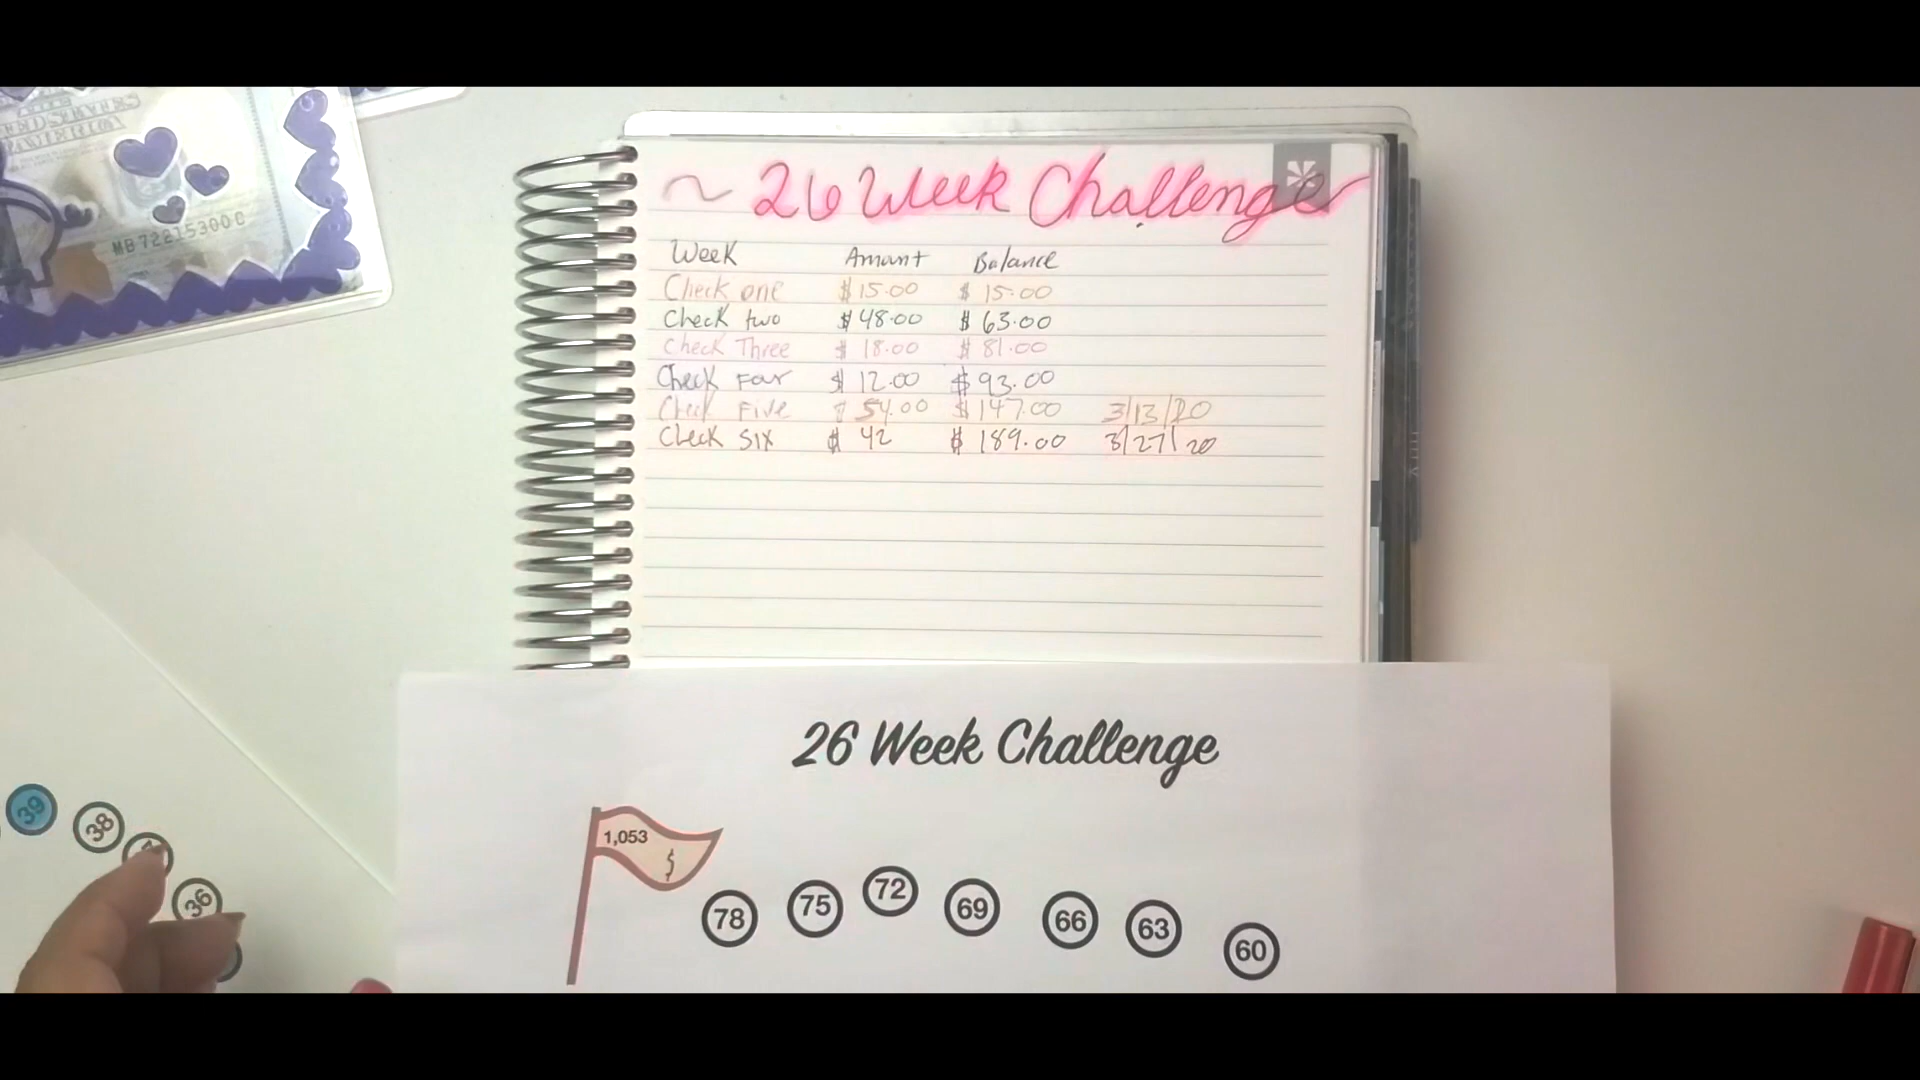 ~ 26 Week Challenge
Week Amount Balance
Check one $15.00 $15.00
Check two $48.00 $63.00
Check Three $18.00 $81.00
Check Four $12.00 $93.00
Check Five $54.00 $147.00 3/13/20
Check SIX $42 $189.00 3/27/20
26 Week Challenge
1,053
$
78 75 72 69 66 63 60
39 38 36
MB72215300C